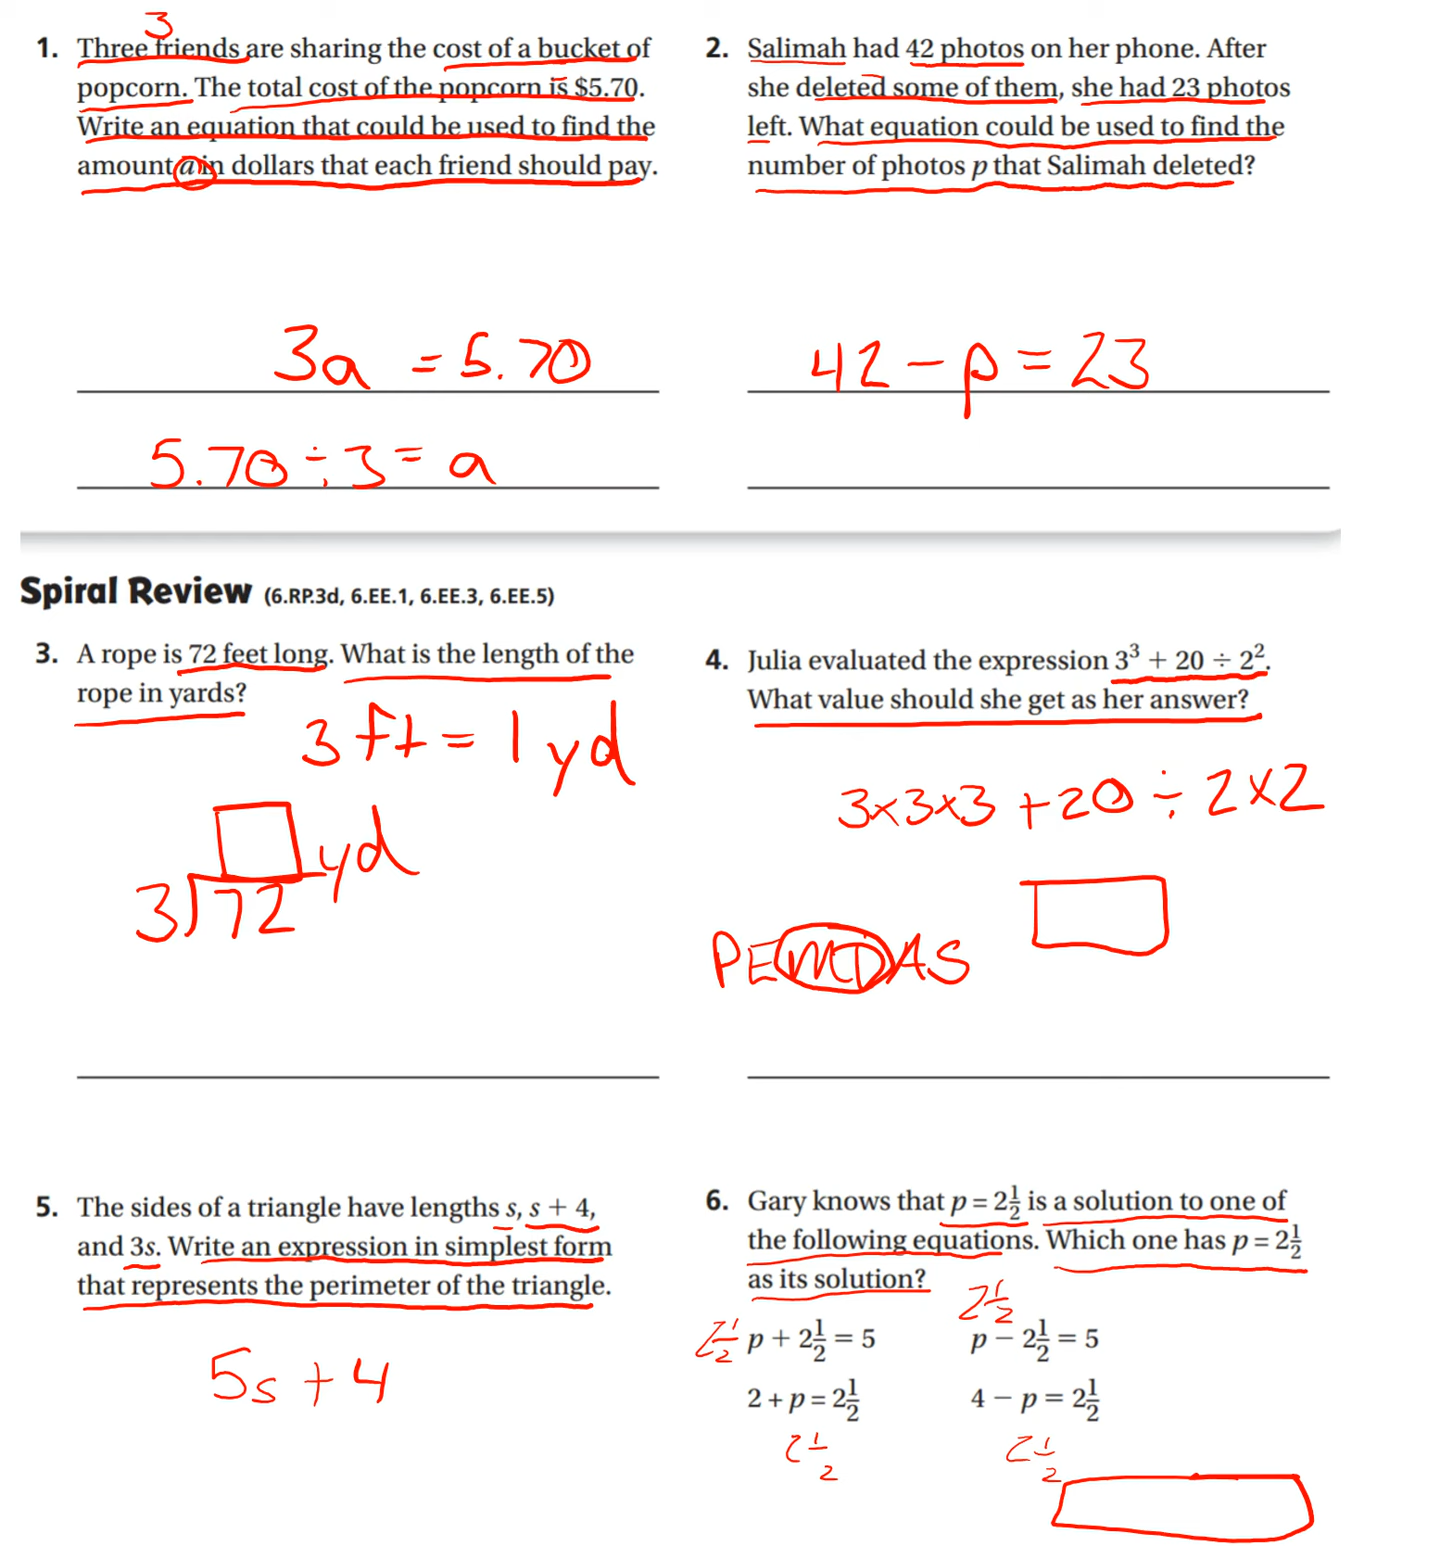 3
1. Three friends are sharing the cost of a bucket of
popcorn. The total cost of the popcorn is $5.70.
Write an equation that could be used to find the
amount a in dollars that each friend should pay.
3a = 5.70
5.70 ÷ 3 = a
2. Salimah had 42 photos on her phone. After
she deleted some of them, she had 23 photos
left. What equation could be used to find the
number of photos p that Salimah deleted?
42 - p = 23
Spiral Review (6.RP.3d, 6.EE.1, 6.EE.3, 6.EE.5)
3. A rope is 72 feet long. What is the length of the
rope in yards?
3 ft = 1 yd
yd
3)72
4. Julia evaluated the expression 3³ + 20 ÷ 2².
What value should she get as her answer?
3×3×3 + 20 ÷ 2×2
PEMDAS
5. The sides of a triangle have lengths s, s + 4,
and 3s. Write an expression in simplest form
that represents the perimeter of the triangle.
5s + 4
6. Gary knows that p = 2½ is a solution to one of
the following equations. Which one has p = 2½
as its solution?
2½
2½ p + 2½ = 5 p − 2½ = 5
2 + p = 2½ 4 − p = 2½
2½ 2½